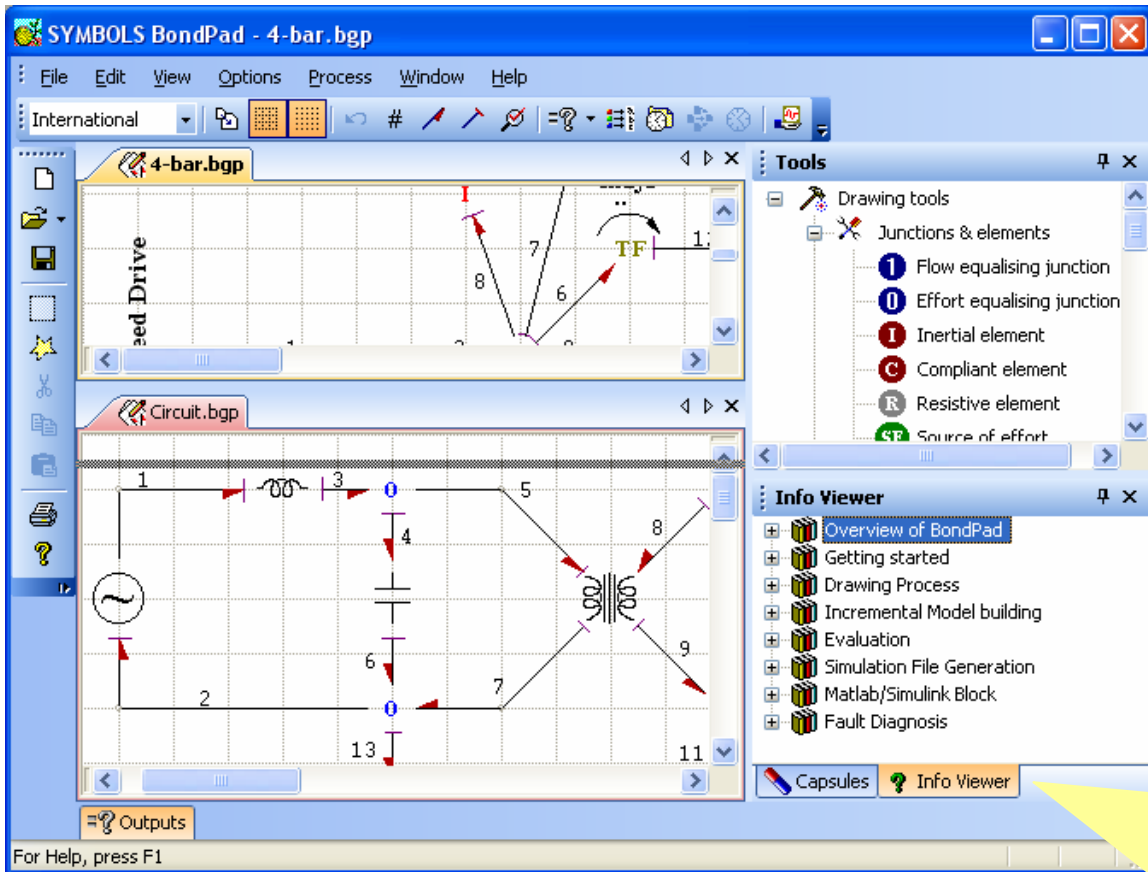 SYMBOLS BondPad - 4-bar.bgp
File Edit View Options Process Window Help
International
4-bar.bgp
Tools
Drawing tools
Junctions & elements
1 Flow equalising junction
0 Effort equalising junction
I Inertial element
C Compliant element
R Resistive element
SE Source of effort
I
TF
7
8
6
eed Drive
Circuit.bgp
1
3
0
5
4
8
6
9
2
0
7
13
11
Info Viewer
Overview of BondPad
Getting started
Drawing Process
Incremental Model building
Evaluation
Simulation File Generation
Matlab/Simulink Block
Fault Diagnosis
Capsules
Info Viewer
Outputs
For Help, press F1